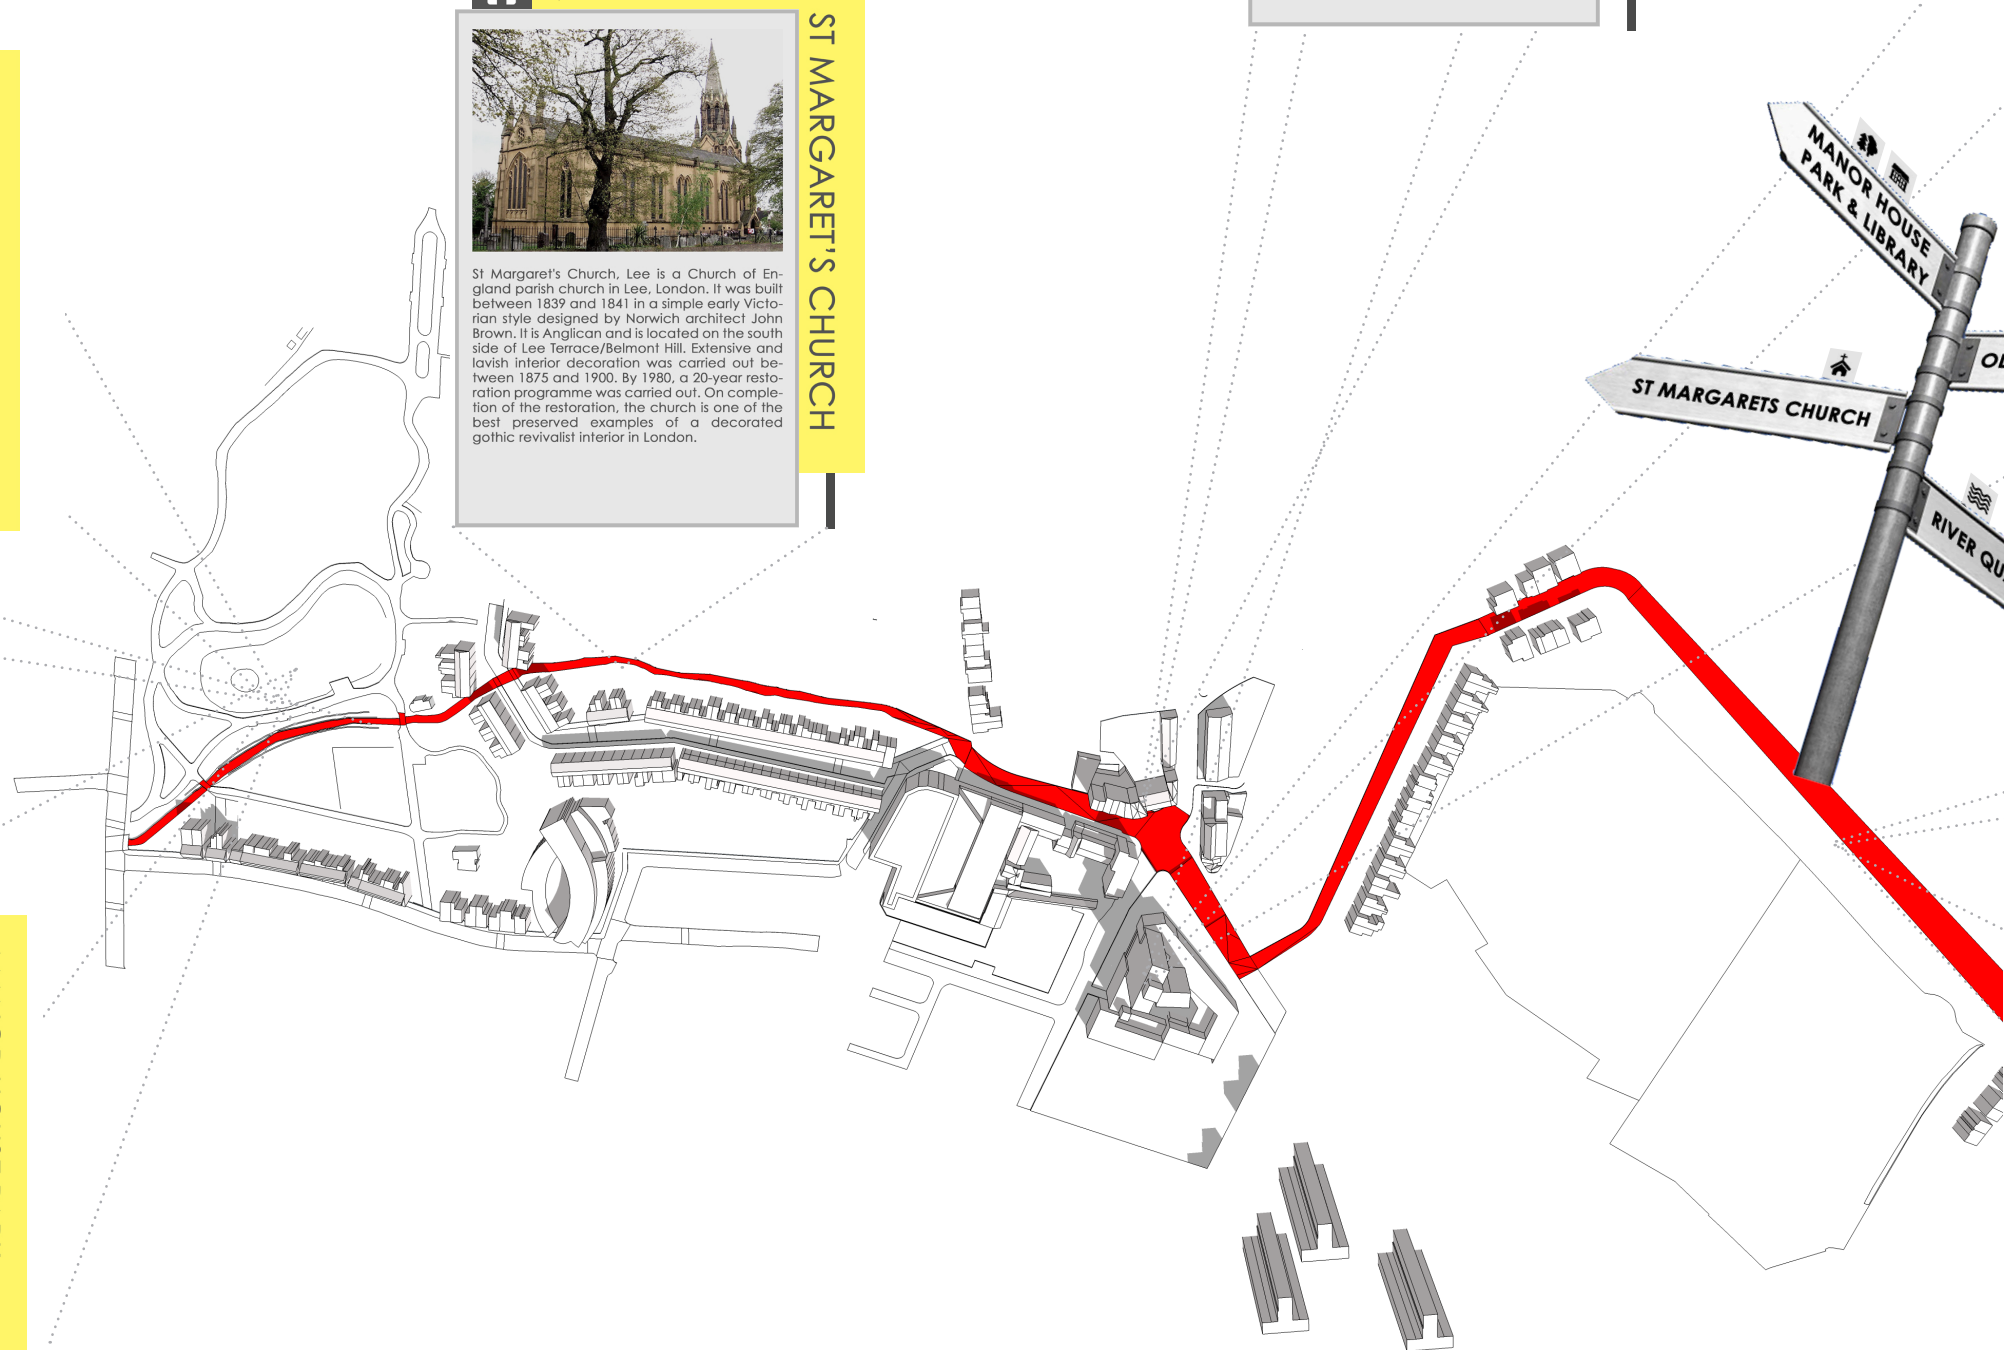 ST MARGARET'S CHURCH
St Margaret's Church, Lee is a Church of En-
gland parish church in Lee, London. It was built
between 1839 and 1841 in a simple early Victo-
rian style designed by Norwich architect John
Brown. It is Anglican and is located on the south
side of Lee Terrace/Belmont Hill. Extensive and
lavish interior decoration was carried out be-
tween 1875 and 1900. By 1980, a 20-year resto-
ration programme was carried out. On comple-
tion of the restoration, the church is one of the
best preserved examples of a decorated
gothic revivalist interior in London.
MANOR HOUSE
PARK & LIBRARY
ST MARGARETS CHURCH
RIVER